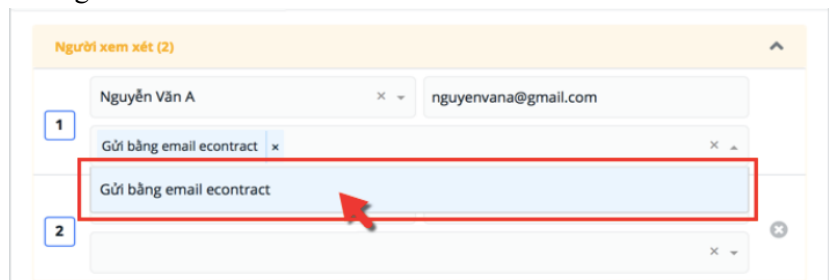 Người xem xét (2)
1
Nguyễn Văn A
nguyenvana@gmail.com
Gửi bằng email econtract ×
Gửi bằng email econtract
2